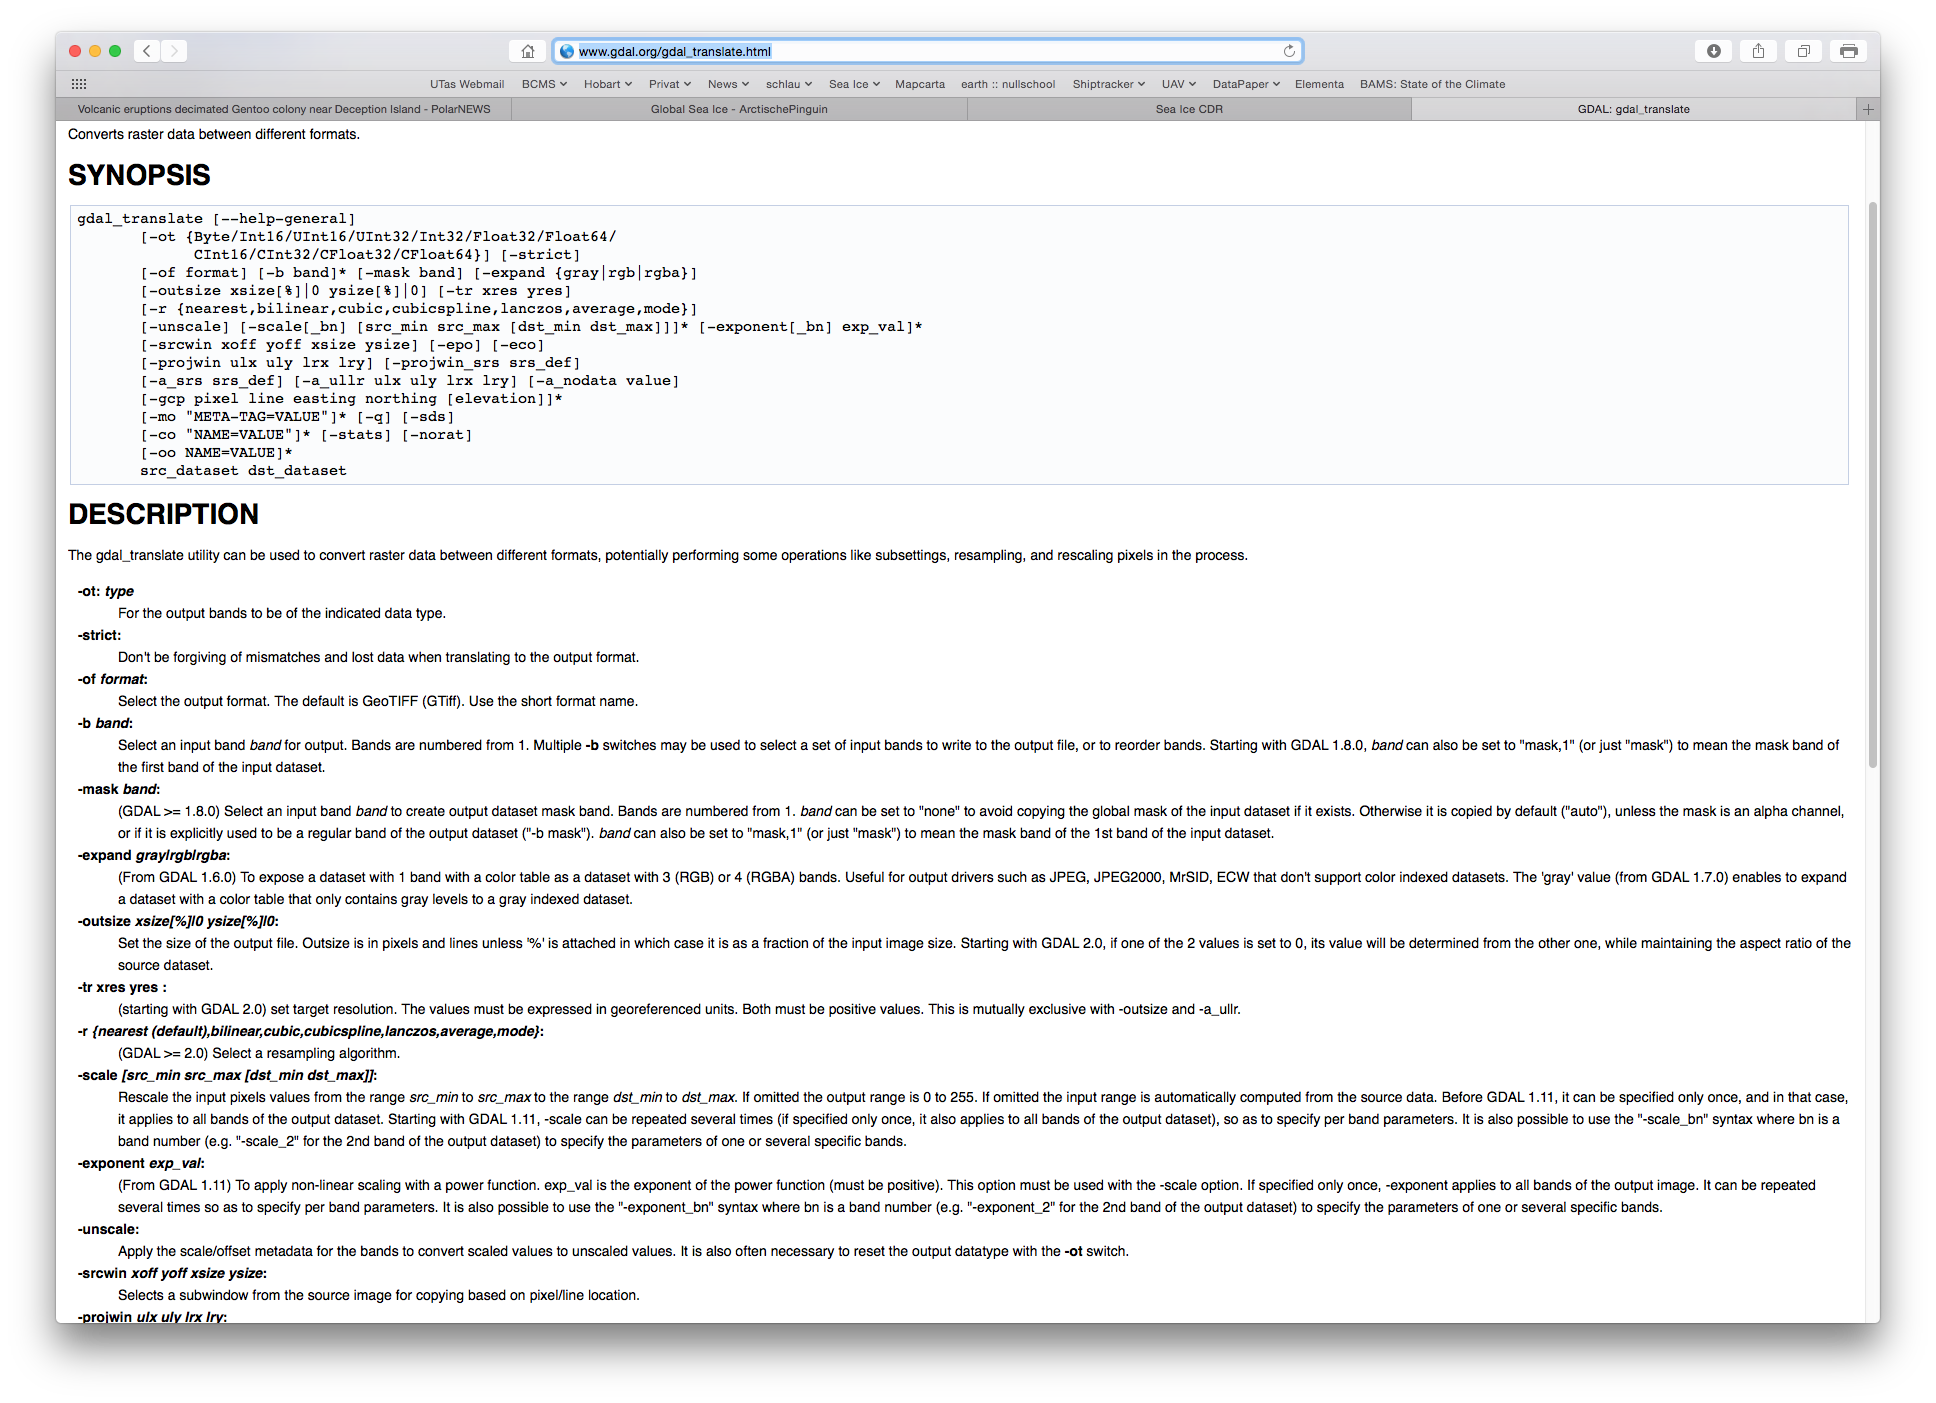 www.gdal.org/gdal_translate.html
UTas Webmail BCMS Hobart Privat News schlau Sea Ice Mapcarta earth :: nullschool Shiptracker UAV DataPaper Elementa BAMS: State of the Climate
Volcanic eruptions decimated Gentoo colony near Deception Island - PolarNEWS Global Sea Ice - ArctischePinguin Sea Ice CDR GDAL: gdal_translate
Converts raster data between different formats.
SYNOPSIS
gdal_translate [--help-general]
[-ot {Byte/Int16/UInt16/UInt32/Int32/Float32/Float64/
CInt16/CInt32/CFloat32/CFloat64}] [-strict]
[-of format] [-b band]* [-mask band] [-expand {gray|rgb|rgba}]
[-outsize xsize[%]|0 ysize[%]|0] [-tr xres yres]
[-r {nearest,bilinear,cubic,cubicspline,lanczos,average,mode}]
[-unscale] [-scale[_bn] [src_min src_max [dst_min dst_max]]]* [-exponent[_bn] exp_val]*
[-srcwin xoff yoff xsize ysize] [-epo] [-eco]
[-projwin ulx uly lrx lry] [-projwin_srs srs_def]
[-a_srs srs_def] [-a_ullr ulx uly lrx lry] [-a_nodata value]
[-gcp pixel line easting northing [elevation]]*
[-mo "META-TAG=VALUE"]* [-q] [-sds]
[-co "NAME=VALUE"]* [-stats] [-norat]
[-oo NAME=VALUE]*
src_dataset dst_dataset
DESCRIPTION
The gdal_translate utility can be used to convert raster data between different formats, potentially performing some operations like subsettings, resampling, and rescaling pixels in the process.
-ot: type
For the output bands to be of the indicated data type.
-strict:
Don't be forgiving of mismatches and lost data when translating to the output format.
-of format:
Select the output format. The default is GeoTIFF (GTiff). Use the short format name.
-b band:
Select an input band band for output. Bands are numbered from 1. Multiple -b switches may be used to select a set of input bands to write to the output file, or to reorder bands. Starting with GDAL 1.8.0, band can also be set to "mask,1" (or just "mask") to mean the mask band of
the first band of the input dataset.
-mask band:
(GDAL >= 1.8.0) Select an input band band to create output dataset mask band. Bands are numbered from 1. band can be set to "none" to avoid copying the global mask of the input dataset if it exists. Otherwise it is copied by default ("auto"), unless the mask is an alpha channel,
or if it is explicitly used to be a regular band of the output dataset ("-b mask"). band can also be set to "mask,1" (or just "mask") to mean the mask band of the 1st band of the input dataset.
-expand gray|rgb|rgba:
(From GDAL 1.6.0) To expose a dataset with 1 band with a color table as a dataset with 3 (RGB) or 4 (RGBA) bands. Useful for output drivers such as JPEG, JPEG2000, MrSID, ECW that don't support color indexed datasets. The 'gray' value (from GDAL 1.7.0) enables to expand
a dataset with a color table that only contains gray levels to a gray indexed dataset.
-outsize xsize[%]|0 ysize[%]|0:
Set the size of the output file. Outsize is in pixels and lines unless '%' is attached in which case it is as a fraction of the input image size. Starting with GDAL 2.0, if one of the 2 values is set to 0, its value will be determined from the other one, while maintaining the aspect ratio of the
source dataset.
-tr xres yres :
(starting with GDAL 2.0) set target resolution. The values must be expressed in georeferenced units. Both must be positive values. This is mutually exclusive with -outsize and -a_ullr.
-r {nearest (default),bilinear,cubic,cubicspline,lanczos,average,mode}:
(GDAL >= 2.0) Select a resampling algorithm.
-scale [src_min src_max [dst_min dst_max]]:
Rescale the input pixels values from the range src_min to src_max to the range dst_min to dst_max. If omitted the output range is 0 to 255. If omitted the input range is automatically computed from the source data. Before GDAL 1.11, it can be specified only once, and in that case,
it applies to all bands of the output dataset. Starting with GDAL 1.11, -scale can be repeated several times (if specified only once, it also applies to all bands of the output dataset), so as to specify per band parameters. It is also possible to use the "-scale_bn" syntax where bn is a
band number (e.g. "-scale_2" for the 2nd band of the output dataset) to specify the parameters of one or several specific bands.
-exponent exp_val:
(From GDAL 1.11) To apply non-linear scaling with a power function. exp_val is the exponent of the power function (must be positive). This option must be used with the -scale option. If specified only once, -exponent applies to all bands of the output image. It can be repeated
several times so as to specify per band parameters. It is also possible to use the "-exponent_bn" syntax where bn is a band number (e.g. "-exponent_2" for the 2nd band of the output dataset) to specify the parameters of one or several specific bands.
-unscale:
Apply the scale/offset metadata for the bands to convert scaled values to unscaled values. It is also often necessary to reset the output datatype with the -ot switch.
-srcwin xoff yoff xsize ysize:
Selects a subwindow from the source image for copying based on pixel/line location.
-projwin ulx uly lrx lry: